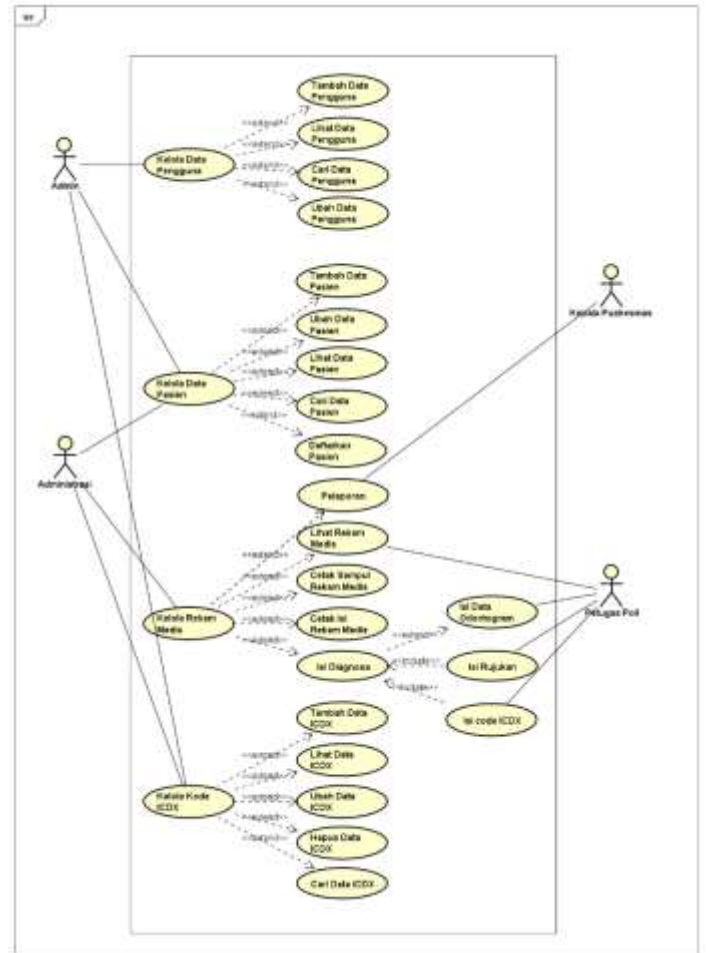 uc
Tambah Data
Pengguna
Lihat Data
Pengguna
Kelola Data
Pengguna
Cari Data
Pengguna
Ubah Data
Pengguna
Admin
Tambah Data
Pasien
Ubah Data
Pasien
Lihat Data
Pasien
Kelola Data
Pasien
Cari Data
Pasien
Daftarkan
Pasien
Kepala Puskesmas
Administrasi
Pelaporan
Lihat Rekam
Medis
Cetak Sampul
Rekam Medis
Kelola Rekam
Medis
Cetak Isi
Rekam Medis
Isi Diagnosa
Isi Data
Odontogram
Petugas Poli
Isi Rujukan
Isi code ICDX
Tambah Data
ICDX
Lihat Data
ICDX
Kelola Kode
ICDX
Ubah Data
ICDX
Hapus Data
ICDX
Cari Data ICDX